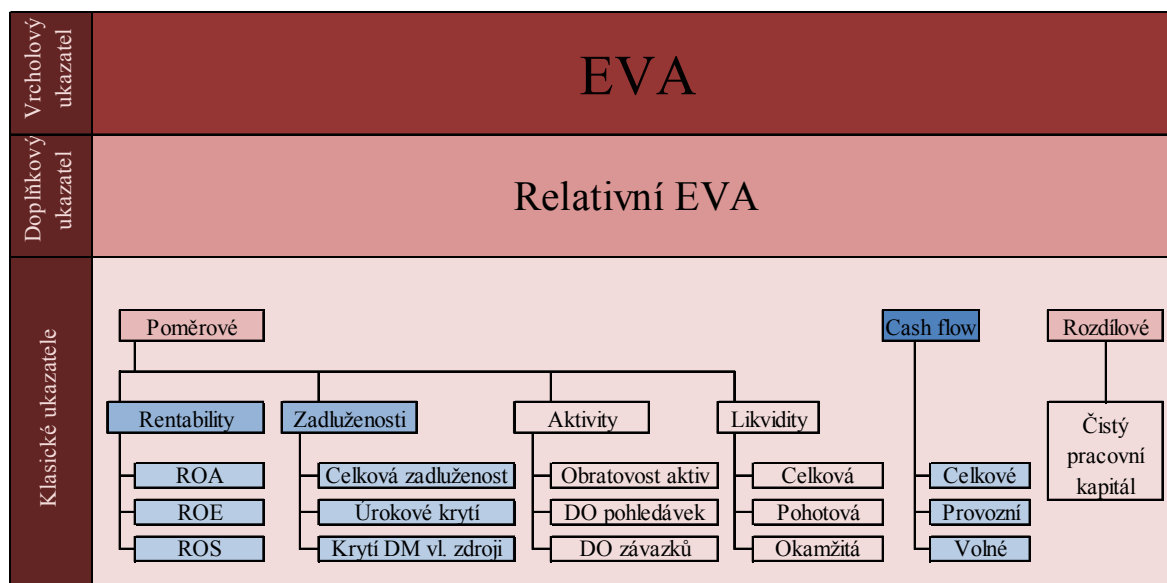 Vrcholový
ukazatel
EVA
Doplňkový
ukazatel
Relativní EVA
Klasické ukazatele
Poměrové
Cash flow
Rozdílové
Rentability
Zadluženosti
Aktivity
Likvidity
Čistý
pracovní
kapitál
ROA
Celková zadluženost
Obratovost aktiv
Celková
Celkové
ROE
Úrokové krytí
DO pohledávek
Pohotová
Provozní
ROS
Krytí DM vl. zdroji
DO závazků
Okamžitá
Volné